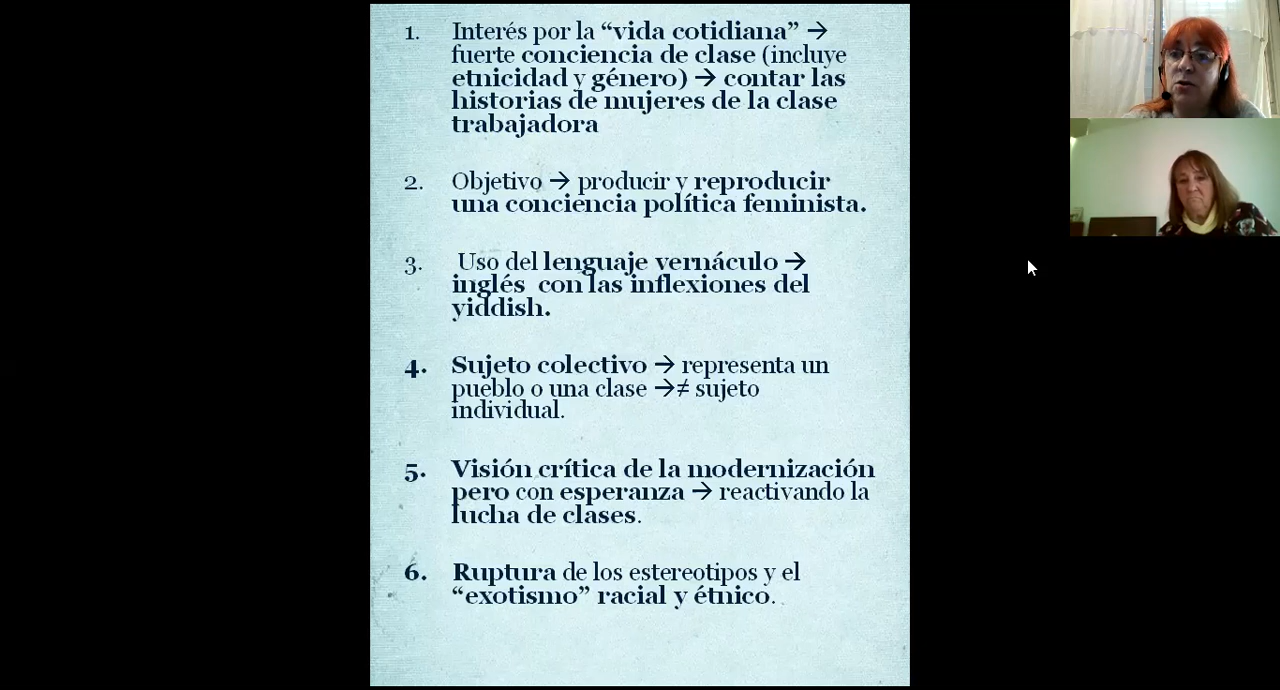 1. Interés por la “vida cotidiana” →
fuerte conciencia de clase (incluye
etnicidad y género) → contar las
historias de mujeres de la clase
trabajadora
2. Objetivo → producir y reproducir
una conciencia política feminista.
3. Uso del lenguaje vernáculo →
inglés con las inflexiones del
yiddish.
4. Sujeto colectivo → representa un
pueblo o una clase →≠ sujeto
individual.
5. Visión crítica de la modernización
pero con esperanza → reactivando la
lucha de clases.
6. Ruptura de los estereotipos y el
“exotismo” racial y étnico.